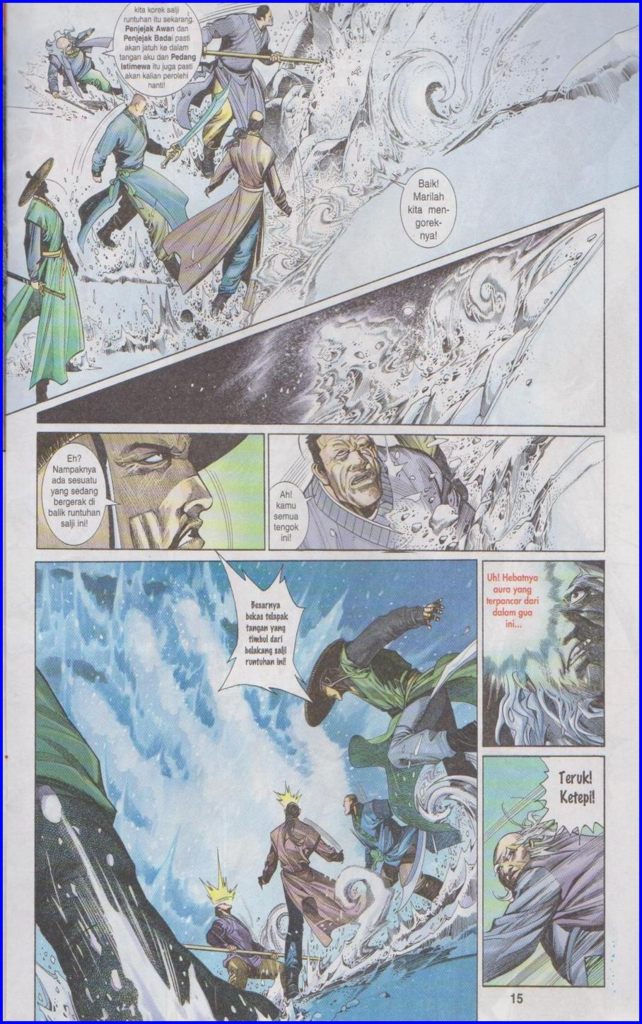 kita korek salji
runtuhan itu sekarang.
Penjejak Awan dan
Penjejak Badai pasti
akan jatuh ke dalam
tangan aku dan Pedang
Istimewa itu juga pasti
akan kalian perolehi
nanti!
Baik!
Marilah
kita men-
gorek-
nya!
Eh?
Nampaknya
ada sesuatu
yang sedang
bergerak di
balik runtuhan
salji ini!
Ah!
kamu
semua
tengok
ini!
Besarnya
bekas telapak
tangan yang
timbul dari
belakang salji
runtuhan ini!
Uh! Hebatnya
aura yang
terpancar dari
dalam gua
ini...
Teruk!
Ketepi!
15